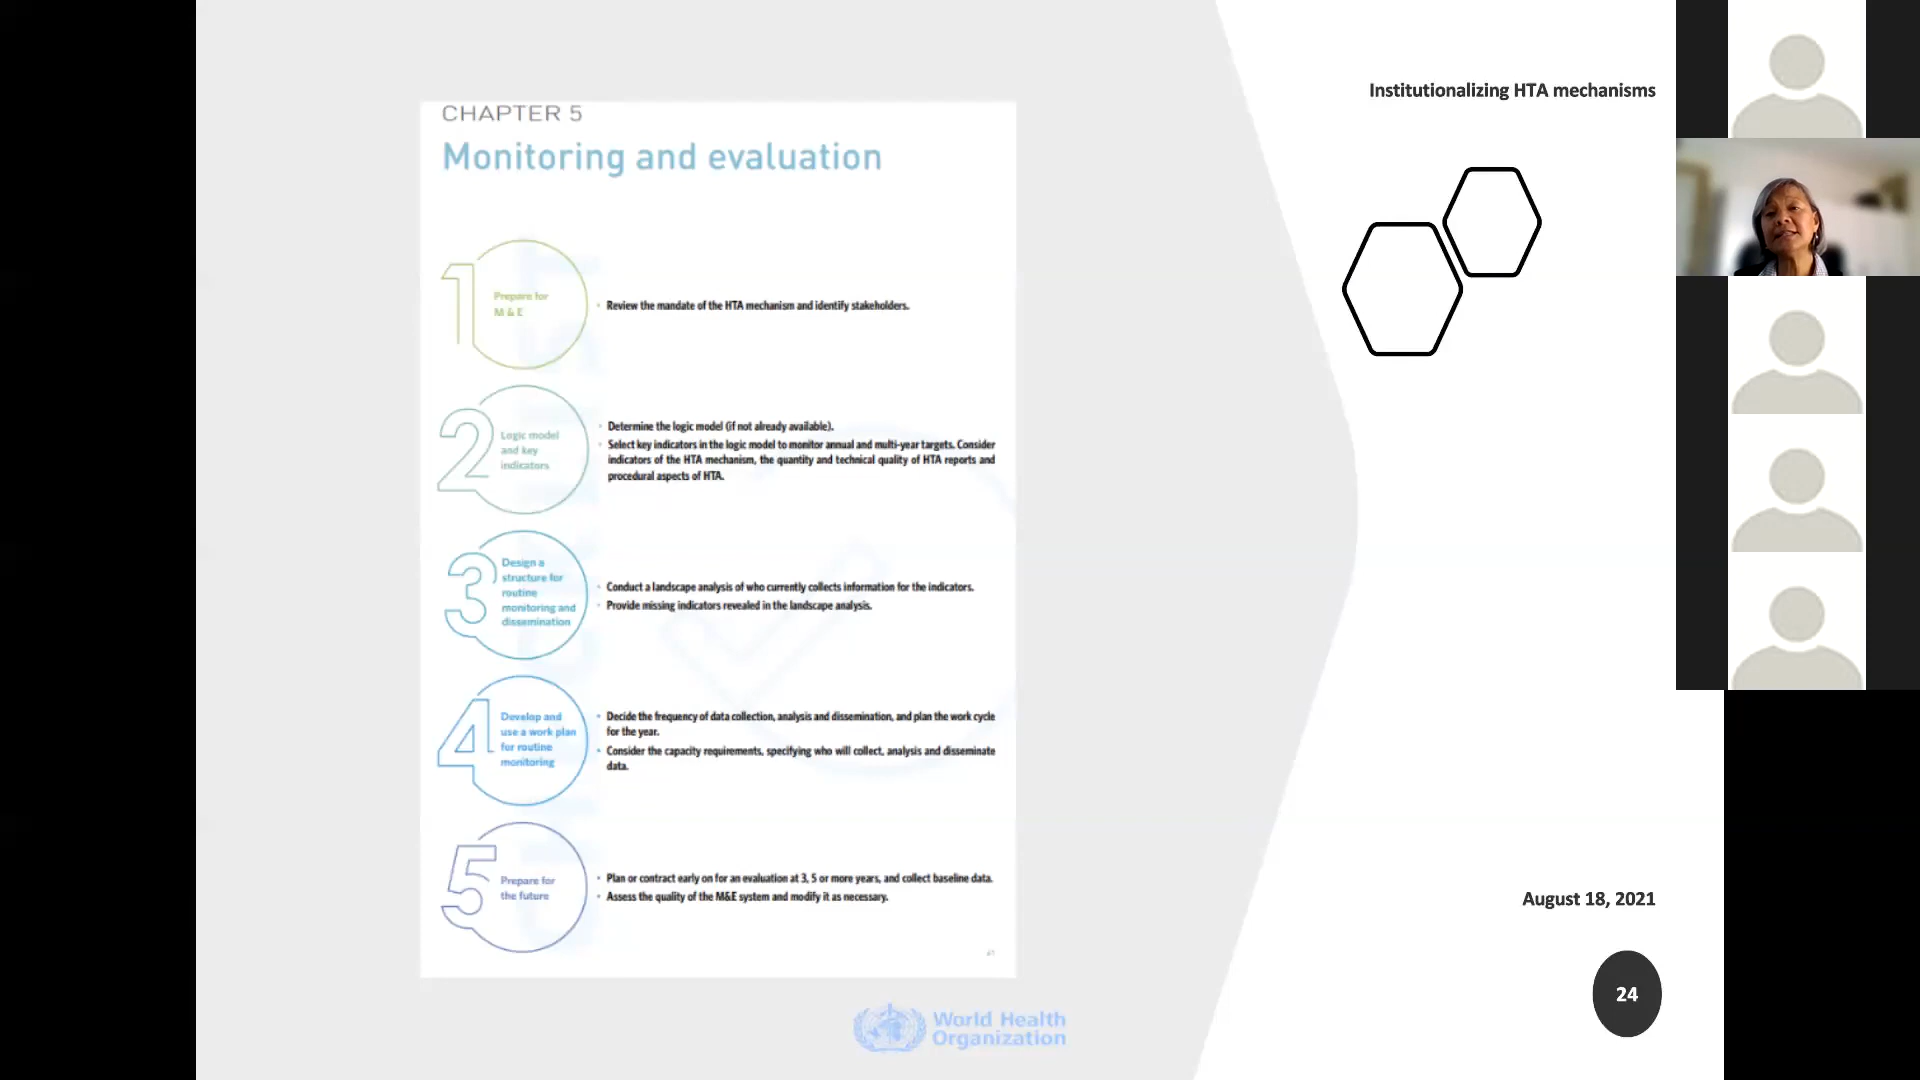 Institutionalizing HTA mechanisms
CHAPTER 5
Monitoring and evaluation
1
Prepare for
M & E
• Review the mandate of the HTA mechanism and identify stakeholders.
2
Logic model
and key
indicators
• Determine the logic model (if not already available).
• Select key indicators in the logic model to monitor annual and multi-year targets. Consider
indicators of the HTA mechanism, the quantity and technical quality of HTA reports and
procedural aspects of HTA.
3
Design a
structure for
routine
monitoring and
dissemination
• Conduct a landscape analysis of who currently collects information for the indicators.
• Provide missing indicators revealed in the landscape analysis.
4
Develop and
use a work plan
for routine
monitoring
• Decide the frequency of data collection, analysis and dissemination, and plan the work cycle
for the year.
• Consider the capacity requirements, specifying who will collect, analysis and disseminate
data.
5
Prepare for
the future
• Plan or contract early on for an evaluation at 3, 5 or more years, and collect baseline data.
• Assess the quality of the M&E system and modify it as necessary.
August 18, 2021
24
World Health
Organization